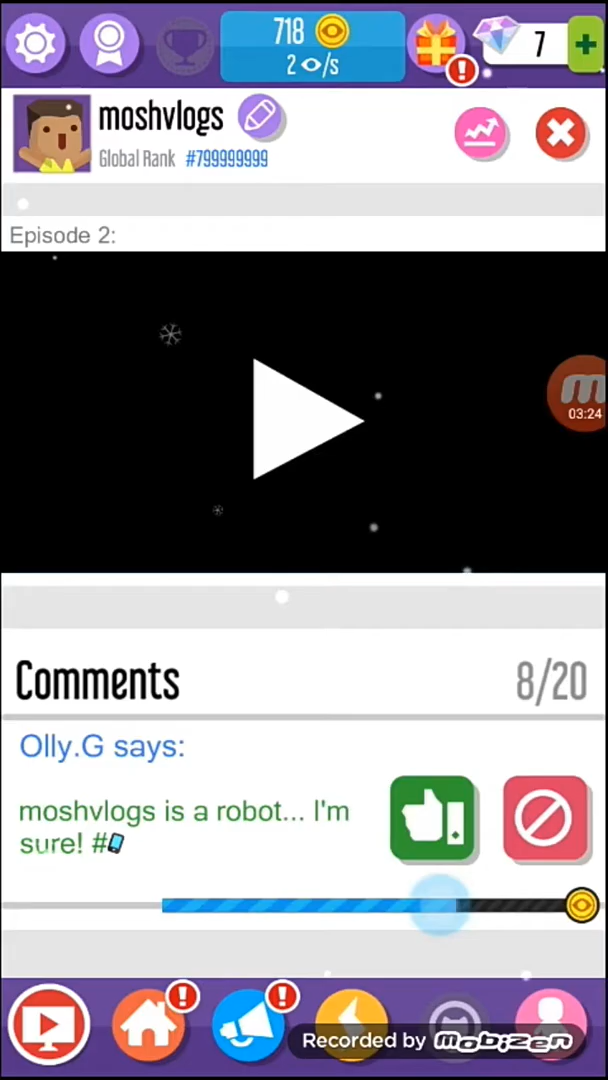 718
2 /s
7
moshvlogs
Global Rank #799999999
Episode 2:
03:24
Comments 8/20
Olly.G says:
moshvlogs is a robot... I'm
sure! #
Recorded by mobizen